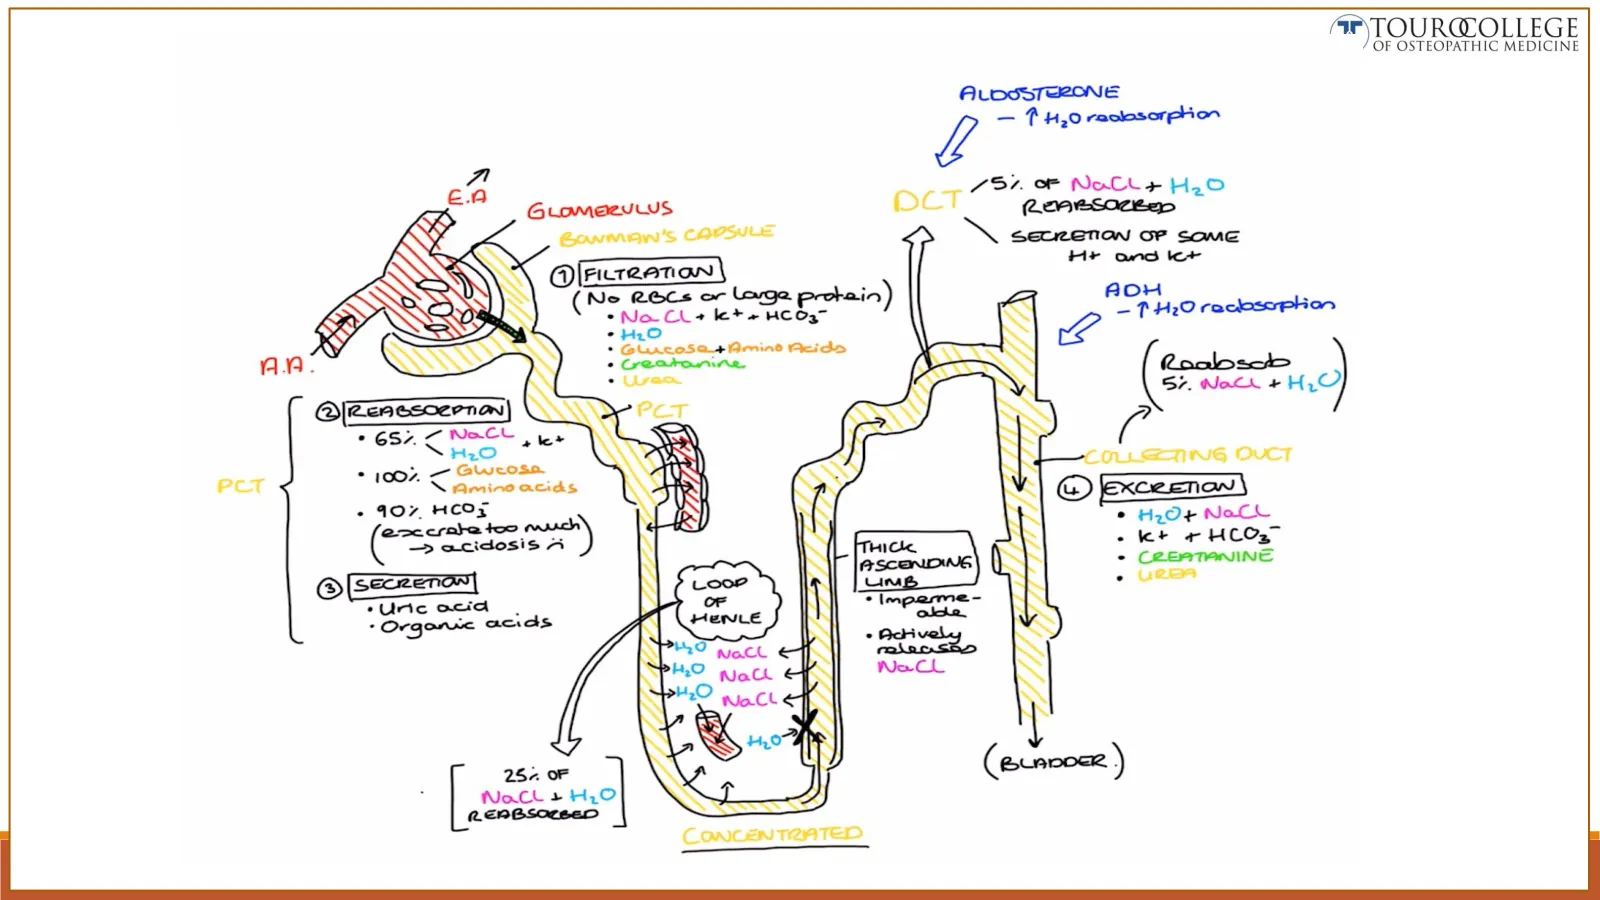 TOURO COLLEGE
OF OSTEOPATHIC MEDICINE
ALDOSTERONE
- ↑ H₂O reabsorption
DCT
5% OF NaCl + H₂O
REABSORBED
SECRETION OF SOME
H+ and K+
ADH
- ↑ H₂O reabsorption
(Reabsorb
5% NaCl + H₂O)
E.A
GLOMERULUS
BOWMAN'S CAPSULE
A.A.
① FILTRATION
(No RBCs or large protein)
• NaCl + K+ + HCO₃⁻
• H₂O
• Glucose + Amino Acids
• Creatanine
• Urea
PCT
PCT
② REABSORPTION
• 65% < NaCl + K+
H₂O
• 100% < Glucose
Amino acids
• 90% HCO₃⁻
(exccrate too much
→ acidosis ∺)
③ SECRETION
• Uric acid
• Organic acids
LOOP
OF
HENLE
H₂O NaCl
H₂O NaCl
H₂O NaCl
H₂O
[25% OF
NaCl + H₂O
REABSORBED]
CONCENTRATED
THICK
ASCENDING
LIMB
• Imperme-
able
• Actively
releases
NaCl
COLLECTING DUCT
④ EXCRETION
• H₂O + NaCl
• K+ + HCO₃⁻
• CREATANINE
• UREA
(BLADDER.)